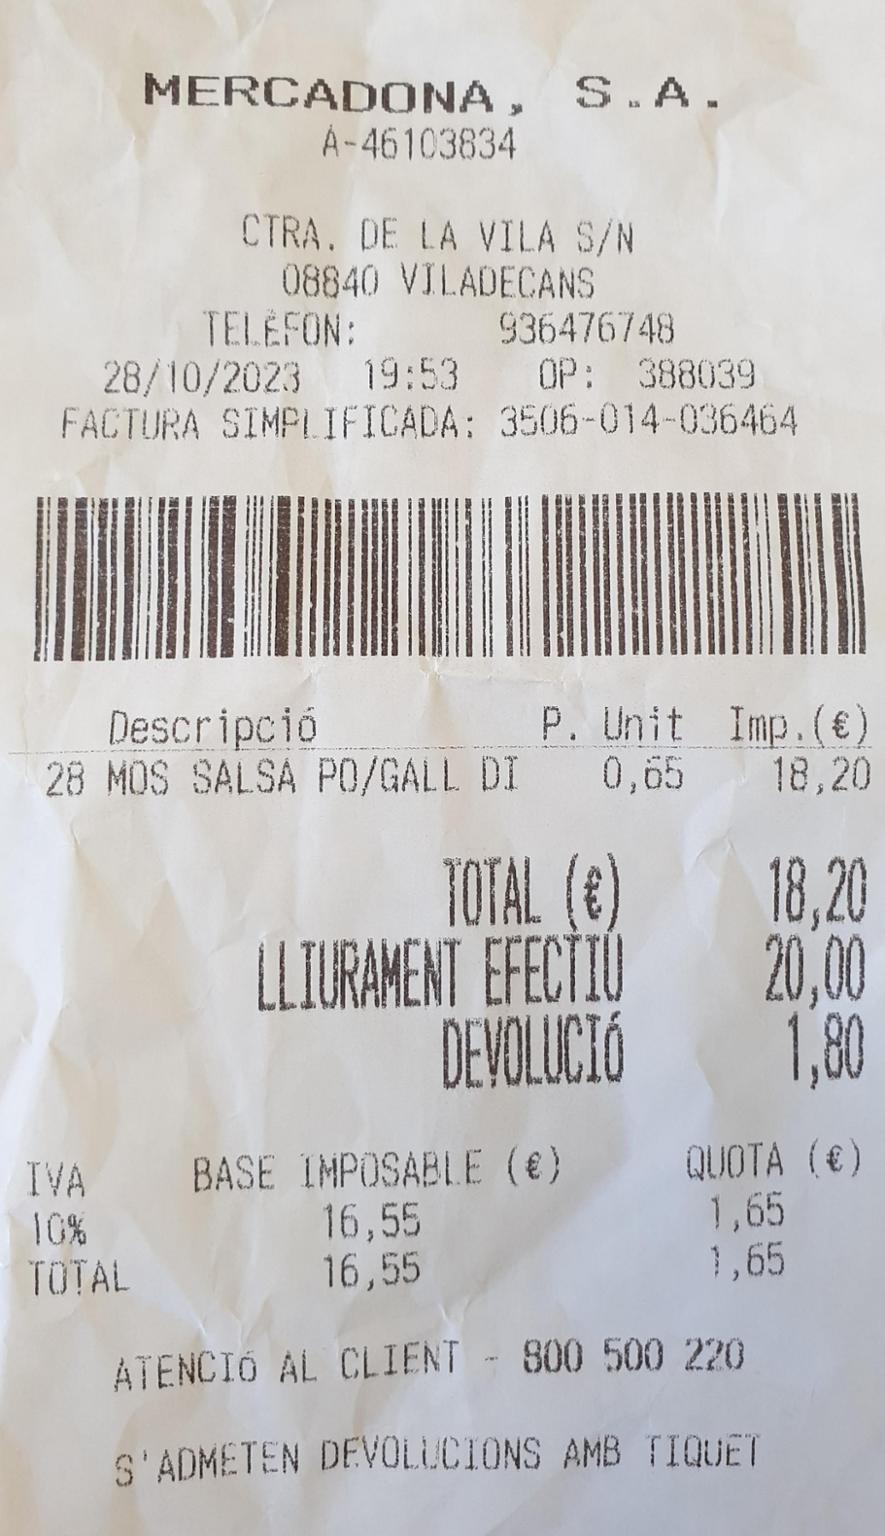 MERCADONA, S.A.
A-46103834
CTRA. DE LA VILA S/N
08840 VILADECANS
TELÈFON: 936476748
28/10/2023 19:53 OP: 388039
FACTURA SIMPLIFICADA: 3506-014-036464
Descripció P. Unit Imp.(€)
28 MOS SALSA PO/GALL DI 0,65 18,20
TOTAL (€) 18,20
LLIURAMENT EFECTIU 20,00
DEVOLUCIÓ 1,80
IVA BASE IMPOSABLE (€) QUOTA (€)
10% 16,55 1,65
TOTAL 16,55 1,65
ATENCIÓ AL CLIENT - 800 500 220
S'ADMETEN DEVOLUCIONS AMB TIQUET